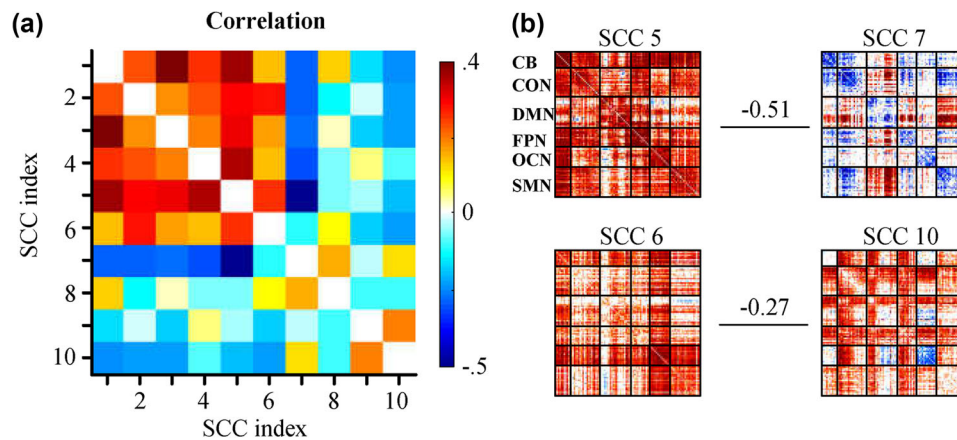 (a)
Correlation
SCC index
2
4
6
8
10
2
4
6
8
10
SCC index
.4
0
-.5
(b)
SCC 5
SCC 7
CB
CON
DMN
FPN
OCN
SMN
-0.51
SCC 6
SCC 10
-0.27